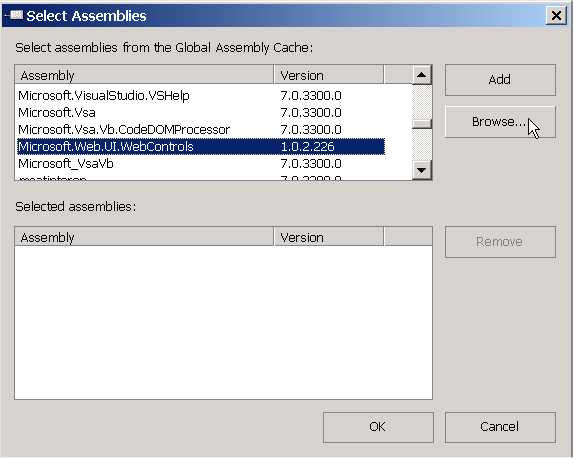 Select Assemblies
Select assemblies from the Global Assembly Cache:
Assembly Version
Microsoft.VisualStudio.VSHelp 7.0.3300.0
Microsoft.Vsa 7.0.3300.0
Microsoft.Vsa.Vb.CodeDOMProcessor 7.0.3300.0
Microsoft.Web.UI.WebControls 1.0.2.226
Microsoft_VsaVb 7.0.3300.0
Add
Browse...
Selected assemblies:
Assembly Version
Remove
OK Cancel